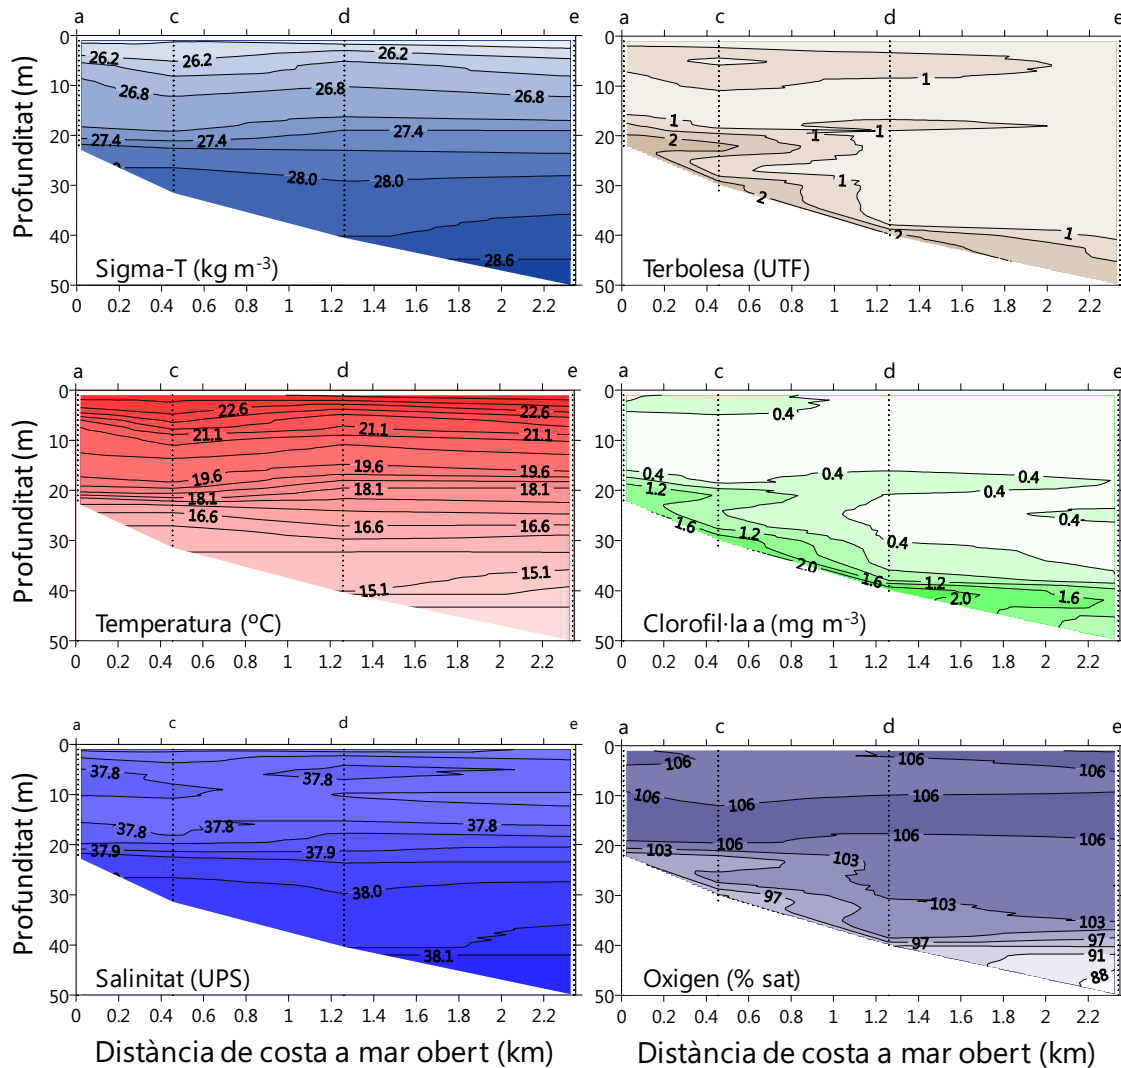 a c d e
0
10
20
30
40
50
Profunditat (m)
26.2 26.2 26.2
26.8 26.8 26.8
27.4 27.4 27.4
28.0 28.0
28.6
Sigma-T (kg m⁻³)
0 0.2 0.4 0.6 0.8 1 1.2 1.4 1.6 1.8 2 2.2
a c d e
0
10
20
30
40
50
1
1 1 1
2
1
2 2 1
Terbolesa (UTF)
0 0.2 0.4 0.6 0.8 1 1.2 1.4 1.6 1.8 2 2.2
a c d e
0
10
20
30
40
50
Profunditat (m)
22.6 22.6
21.1 21.1 21.1
19.6 19.6 19.6
18.1 18.1 18.1
16.6 16.6 16.6
15.1 15.1
Temperatura (ºC)
0 0.2 0.4 0.6 0.8 1 1.2 1.4 1.6 1.8 2 2.2
a c d e
0
10
20
30
40
50
0.4
0.4 0.4 0.4
1.2 0.4
1.6 1.2 0.4 0.4
2.0 1.6 1.2
2.0 1.6
Clorofil·la a (mg m⁻³)
0 0.2 0.4 0.6 0.8 1 1.2 1.4 1.6 1.8 2 2.2
a c d e
0
10
20
30
40
50
Profunditat (m)
37.8 37.8
37.8 37.8 37.8
37.9 37.9
38.0
38.1
Salinitat (UPS)
0 0.2 0.4 0.6 0.8 1 1.2 1.4 1.6 1.8 2 2.2
Distància de costa a mar obert (km)
a c d e
0
10
20
30
40
50
106 106 106
106 106
106 106 106
103 103
97 103 103
97 97
91
88
Oxigen (% sat)
0 0.2 0.4 0.6 0.8 1 1.2 1.4 1.6 1.8 2 2.2
Distància de costa a mar obert (km)